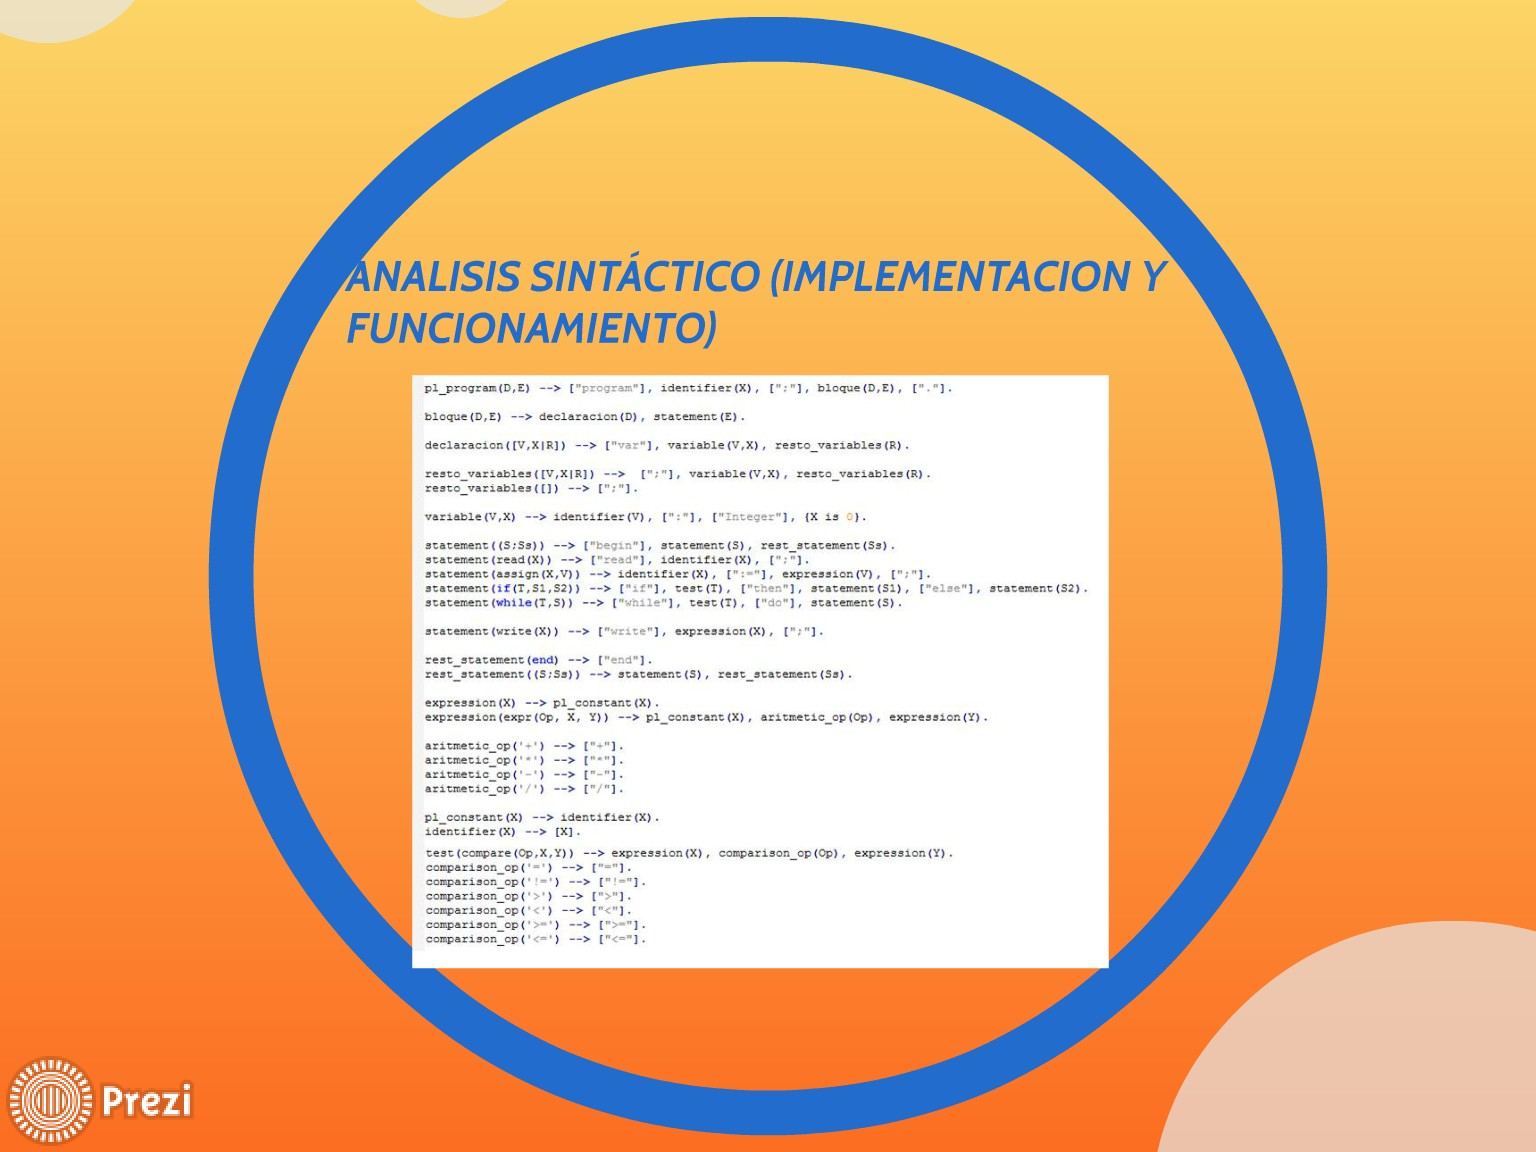 ANALISIS SINTÁCTICO (IMPLEMENTACION Y
FUNCIONAMIENTO)
pl_program(D,E) --> ["program"], identifier(X), [";"], bloque(D,E), ["."].
bloque(D,E) --> declaracion(D), statement(E).
declaracion([V,X|R]) --> ["var"], variable(V,X), resto_variables(R).
resto_variables([V,X|R]) -->  [";"], variable(V,X), resto_variables(R).
resto_variables([]) --> [";"].
variable(V,X) --> identifier(V), [":"], ["Integer"], {X is 0}.
statement((S;Ss)) --> ["begin"], statement(S), rest_statement(Ss).
statement(read(X)) --> ["read"], identifier(X), [";"].
statement(assign(X,V)) --> identifier(X), [":="], expression(V), [";"].
statement(if(T,S1,S2)) --> ["if"], test(T), ["then"], statement(S1), ["else"], statement(S2).
statement(while(T,S)) --> ["while"], test(T), ["do"], statement(S).
statement(write(X)) --> ["write"], expression(X), [";"].
rest_statement(end) --> ["end"].
rest_statement((S;Ss)) --> statement(S), rest_statement(Ss).
expression(X) --> pl_constant(X).
expression(expr(Op, X, Y)) --> pl_constant(X), aritmetic_op(Op), expression(Y).
aritmetic_op('+') --> ["+"].
aritmetic_op('*') --> ["*"].
aritmetic_op('-') --> ["-"].
aritmetic_op('/') --> ["/"].
pl_constant(X) --> identifier(X).
identifier(X) --> [X].
test(compare(Op,X,Y)) --> expression(X), comparison_op(Op), expression(Y).
comparison_op('=') --> ["="].
comparison_op('!=') --> ["!="].
comparison_op('>') --> [">"].
comparison_op('<') --> ["<"].
comparison_op('>=') --> [">="].
comparison_op('<=') --> ["<="].
Prezi